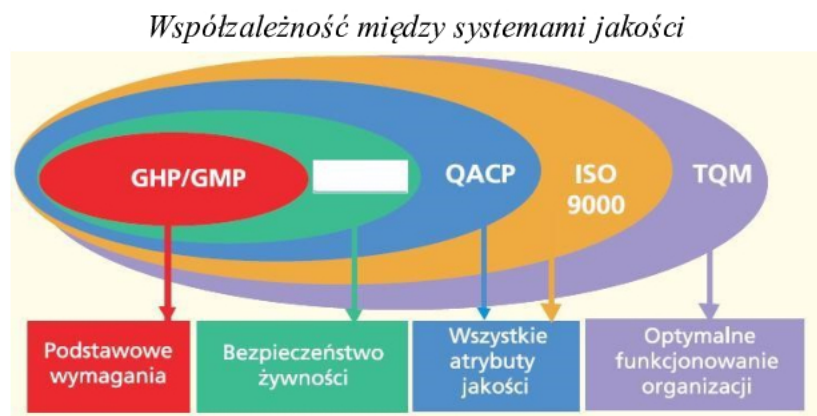 Współzależność między systemami jakości
GHP/GMP
QACP
ISO
9000
TQM
Podstawowe
wymagania
Bezpieczeństwo
żywności
Wszystkie
atrybuty
jakości
Optymalne
funkcjonowanie
organizacji